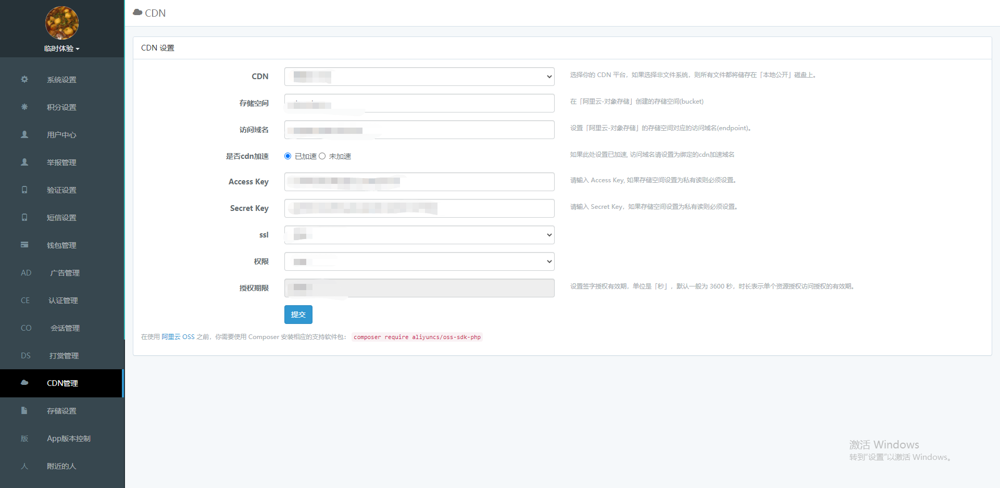 临时体验
系统设置
积分设置
用户中心
举报管理
验证设置
短信设置
钱包管理
AD 广告管理
CE 认证管理
CO 会话管理
DS 打赏管理
CDN管理
存储设置
版 App版本控制
人 附近的人
CDN
CDN 设置
CDN 选择你的 CDN 平台，如果选择非文件系统，则所有文件都将储存在「本地公开」磁盘上。
存储空间 在「阿里云-对象存储」创建的存储空间(bucket)
访问域名 设置「阿里云-对象存储」的存储空间对应的访问域名(endpoint)。
是否cdn加速 已加速 未加速 如果此处设置已加速, 访问域名请设置为绑定的cdn加速域名
Access Key 请输入 Access Key, 如果存储空间设置为私有读则必须设置。
Secret Key 请输入 Secret Key，如果存储空间设置为私有读则必须设置。
ssl
权限
授权期限 设置签字授权有效期，单位是「秒」，默认一般为 3600 秒，时长表示单个资源授权访问授权的有效期。
提交
在使用 阿里云 OSS 之前，你需要使用 Composer 安装相应的支持软件包： composer require aliyuncs/oss-sdk-php
激活 Windows
转到"设置"以激活 Windows。